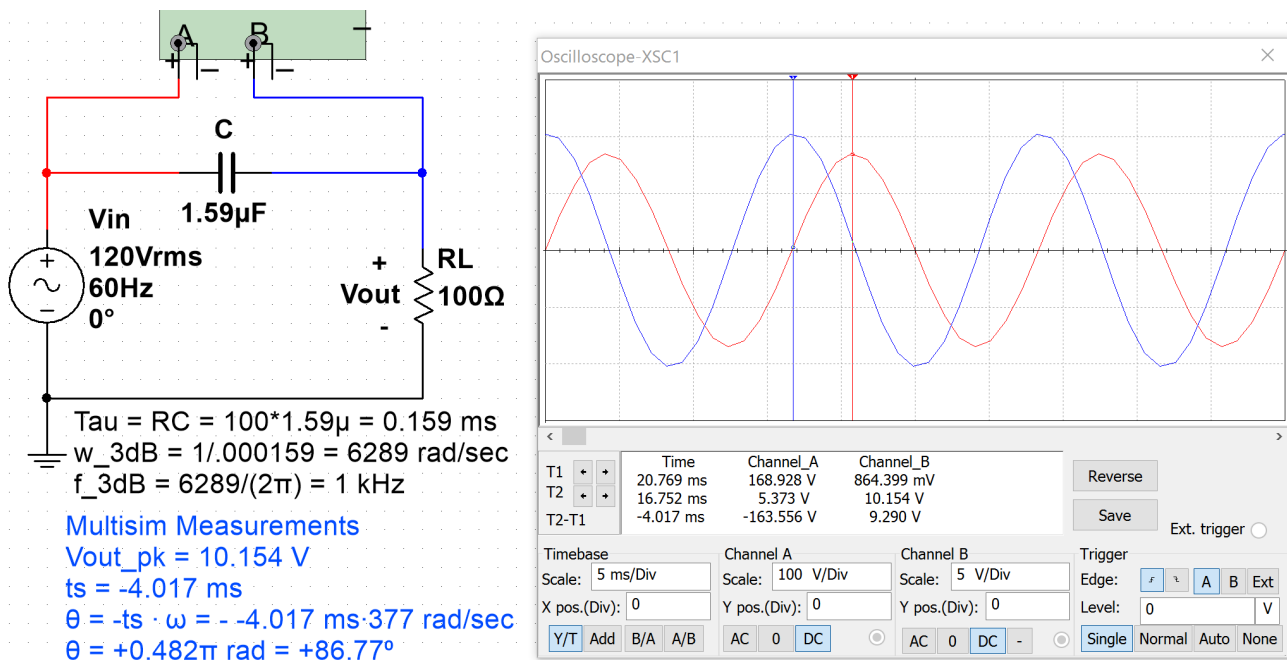 A B
+ − + −
C
1.59µF
Vin
120Vrms
60Hz
0°
+
−
+
Vout
-
RL
100Ω
Tau = RC = 100*1.59µ = 0.159 ms
w_3dB = 1/.000159 = 6289 rad/sec
f_3dB = 6289/(2π) = 1 kHz
Multisim Measurements
Vout_pk = 10.154 V
ts = -4.017 ms
θ = -ts · ω = - -4.017 ms·377 rad/sec
θ = +0.482π rad = +86.77º
Oscilloscope-XSC1
Time Channel_A Channel_B
T1 20.769 ms 168.928 V 864.399 mV
T2 16.752 ms 5.373 V 10.154 V
T2-T1 -4.017 ms -163.556 V 9.290 V
Reverse
Save
Ext. trigger
Timebase
Scale: 5 ms/Div
X pos.(Div): 0
Y/T Add B/A A/B
Channel A
Scale: 100 V/Div
Y pos.(Div): 0
AC 0 DC
Channel B
Scale: 5 V/Div
Y pos.(Div): 0
AC 0 DC -
Trigger
Edge: A B Ext
Level: 0 V
Single Normal Auto None